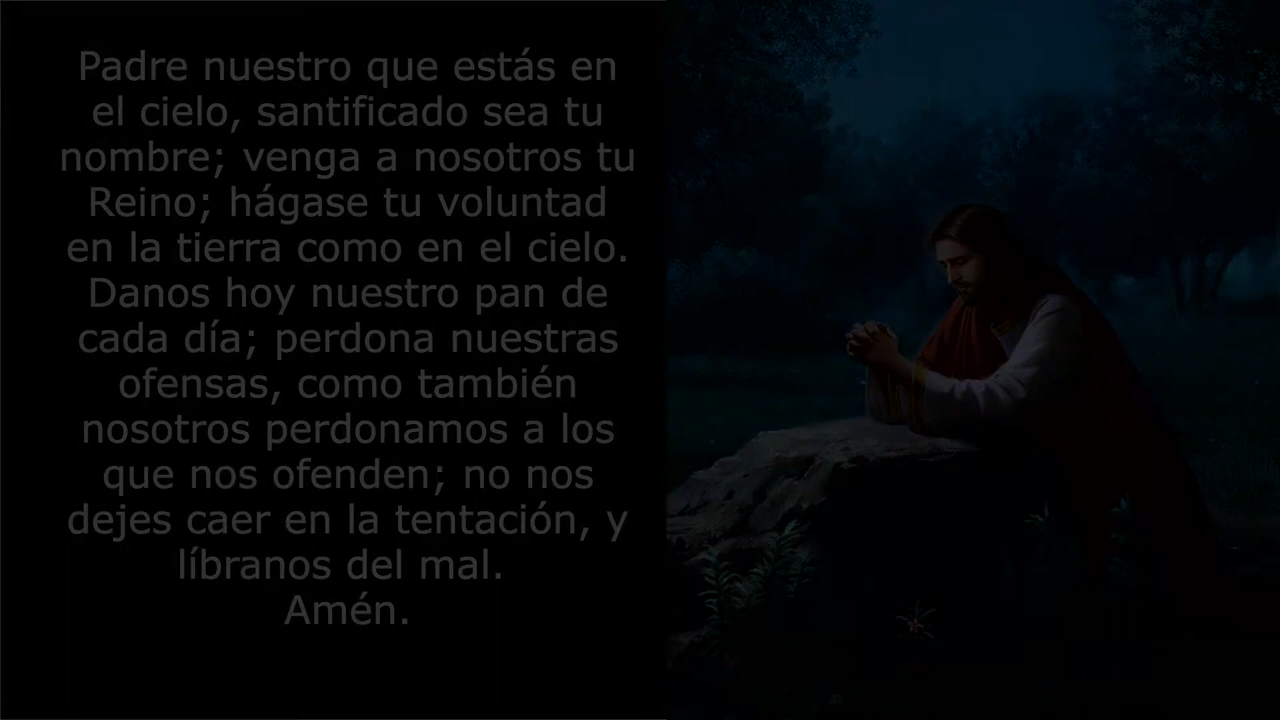 Padre nuestro que estás en
el cielo, santificado sea tu
nombre; venga a nosotros tu
Reino; hágase tu voluntad
en la tierra como en el cielo.
Danos hoy nuestro pan de
cada día; perdona nuestras
ofensas, como también
nosotros perdonamos a los
que nos ofenden; no nos
dejes caer en la tentación, y
líbranos del mal.
Amén.